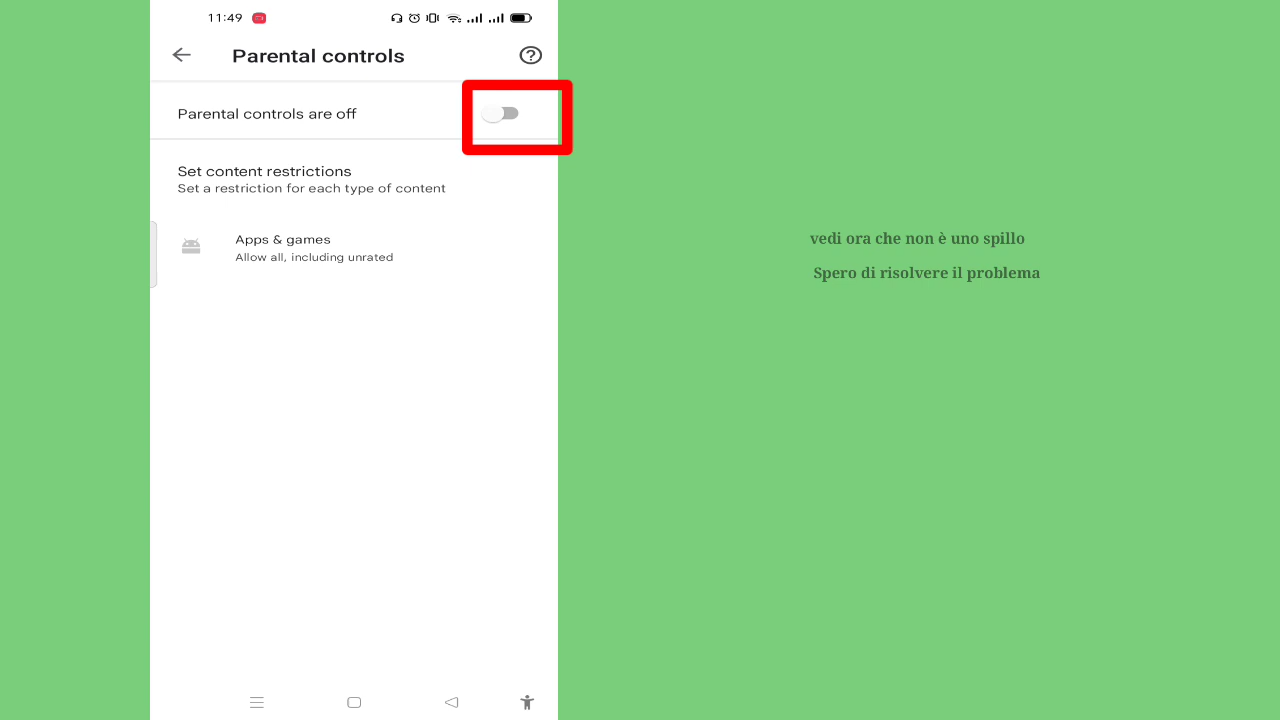 11:49
Parental controls
Parental controls are off
Set content restrictions
Set a restriction for each type of content
Apps & games
Allow all, including unrated
vedi ora che non è uno spillo
Spero di risolvere il problema